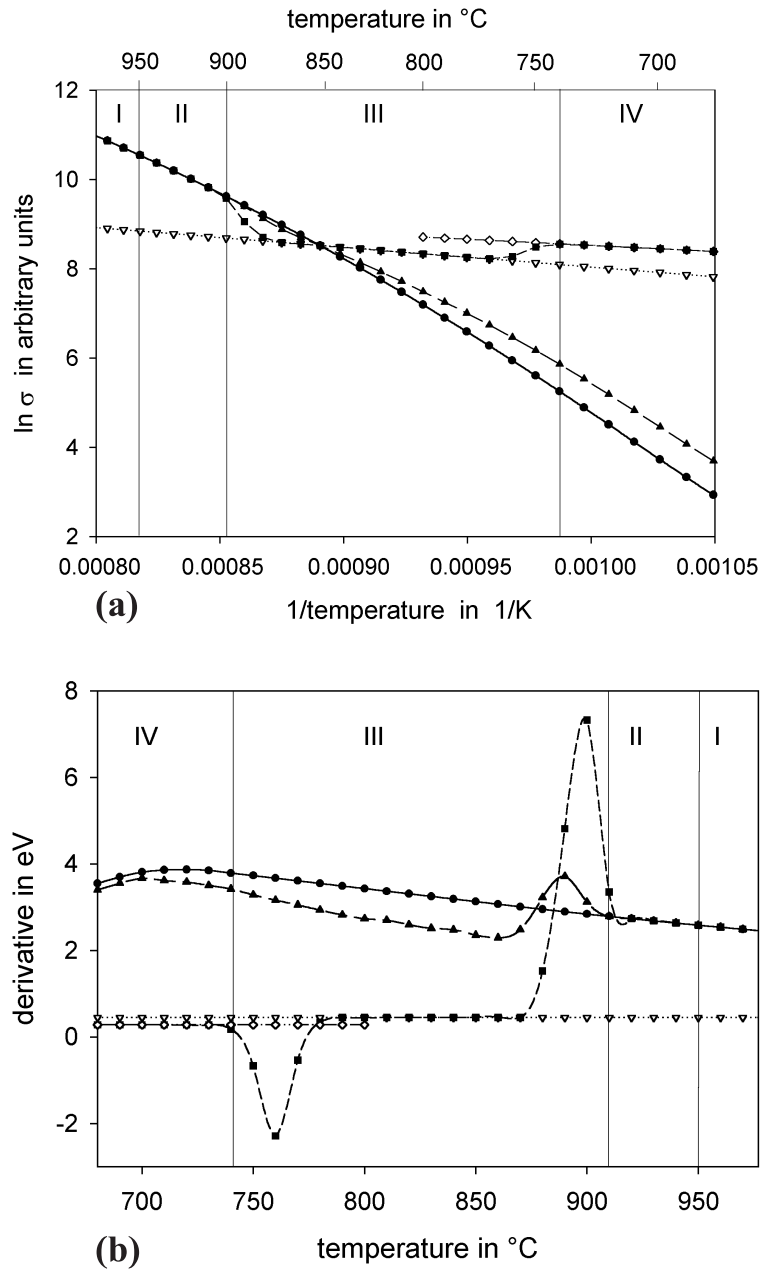 temperature in °C
950 900 850 800 750 700
12
I II III IV
10
8
6
4
2
ln σ in arbitrary units
0.00080 0.00085 0.00090 0.00095 0.00100 0.00105
(a)
1/temperature in 1/K
8
IV III II I
6
4
2
0
-2
derivative in eV
700 750 800 850 900 950
(b)
temperature in °C